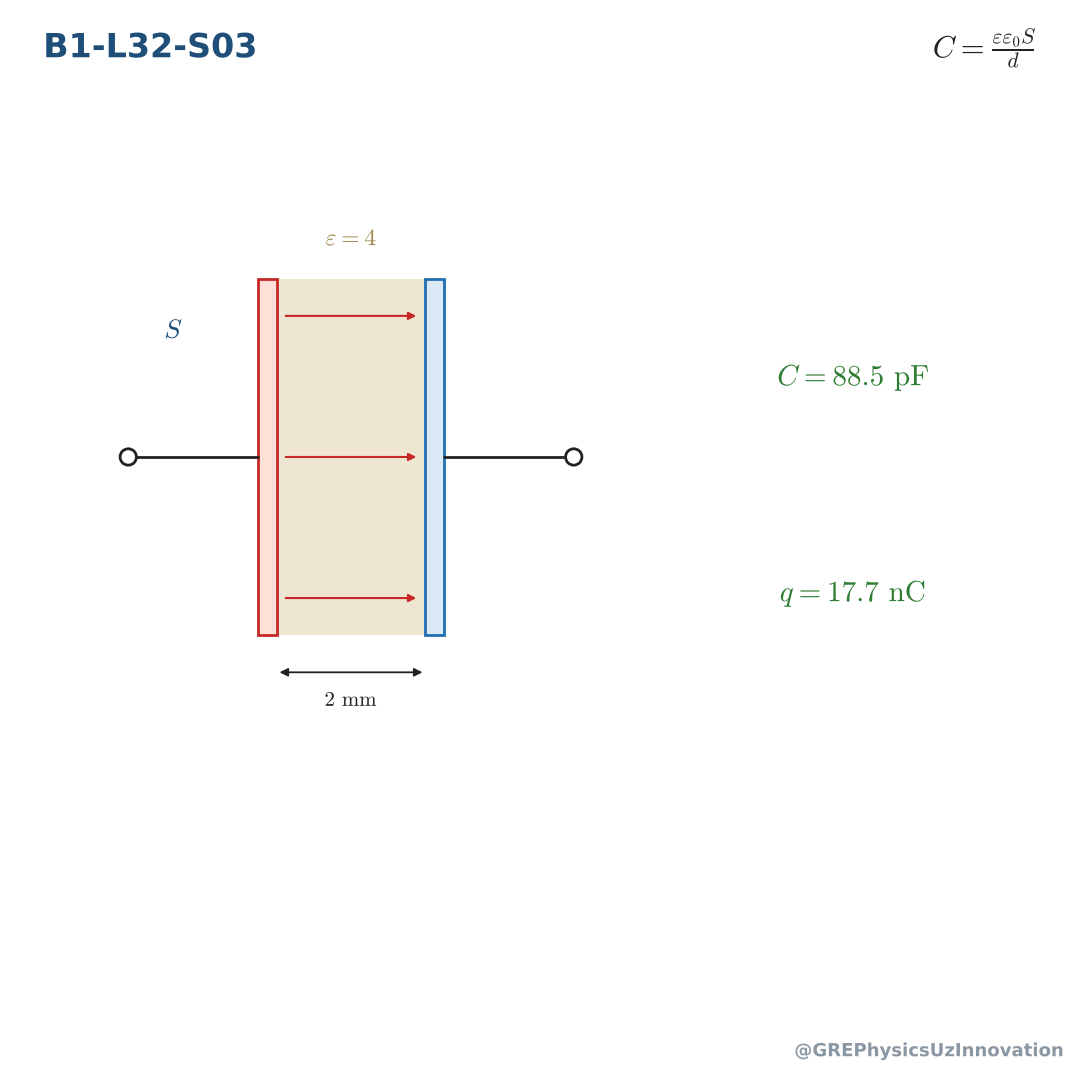 B1-L32-S03
C = εε₀S/d
ε = 4
S
C = 88.5 pF
q = 17.7 nC
2 mm
@GREPhysicsUzInnovation